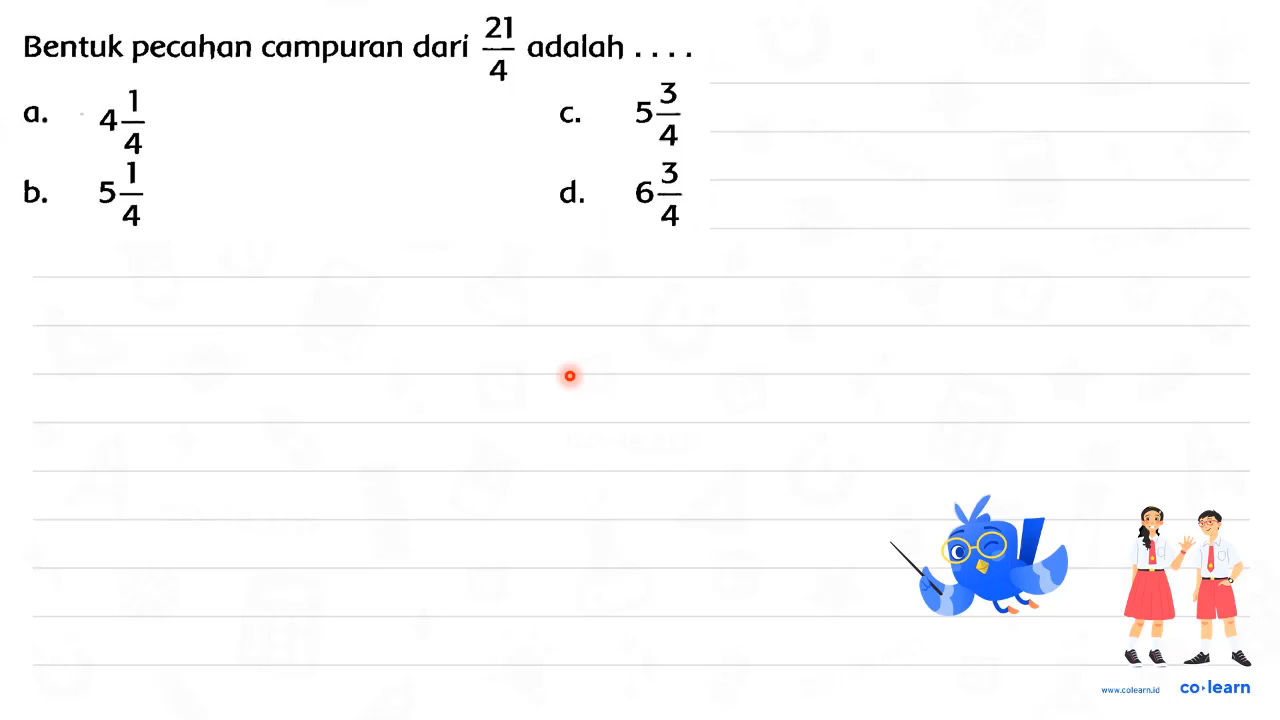 Bentuk pecahan campuran dari 21/4 adalah . . . .
a. 4 1/4
c. 5 3/4
b. 5 1/4
d. 6 3/4
www.colearn.id co·learn